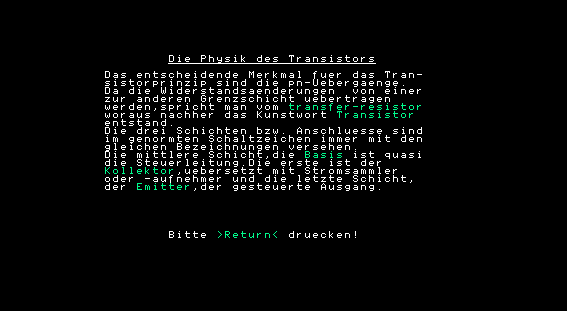 Die Physik des Transistors
Das entscheidende Merkmal fuer das Tran-
sistorprinzip sind die pn-Uebergaenge.
Da die Widerstandsaenderungen  von einer
zur anderen Grenzschicht uebertragen
werden,spricht man vom transfer-resistor
woraus nachher das Kunstwort Transistor
entstand.
Die drei Schichten bzw. Anschluesse sind
im genormten Schaltzeichen immer mit den
gleichen Bezeichnungen versehen.
Die mittlere Schicht,die Basis ist quasi
die Steuerleitung.Die erste ist der
Kollektor,uebersetzt mit Stromsammler
oder -aufnehmer und die letzte Schicht,
der Emitter,der gesteuerte Ausgang.
Bitte >Return< druecken!